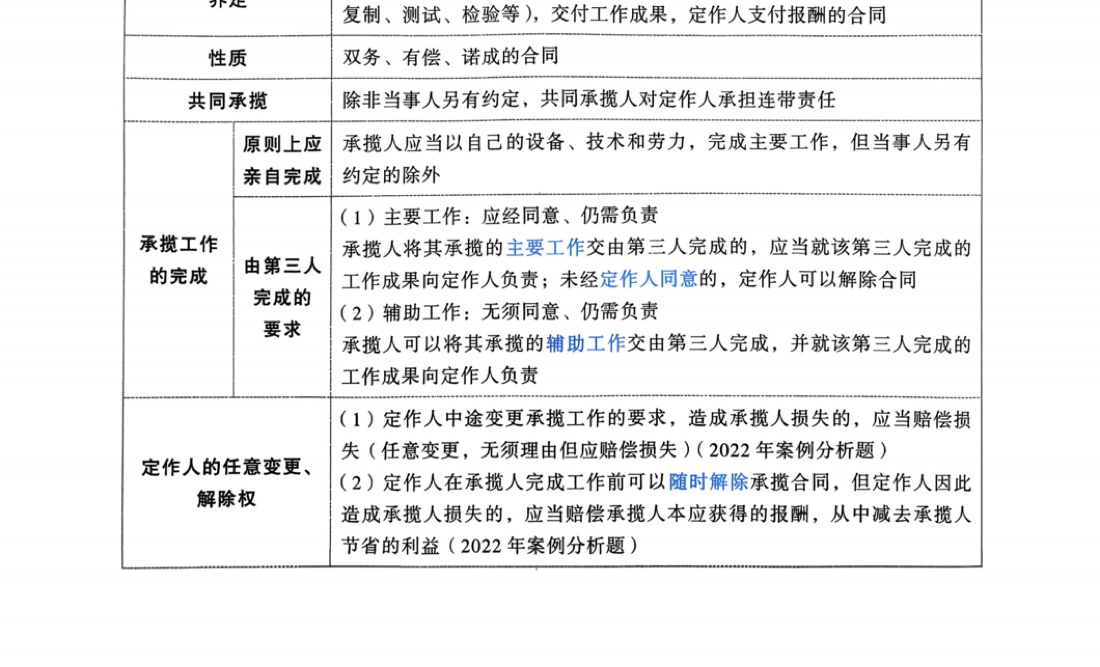 界定
复制、测试、检验等），交付工作成果，定作人支付报酬的合同
性质
双务、有偿、诺成的合同
共同承揽
除非当事人另有约定，共同承揽人对定作人承担连带责任
承揽工作
的完成
原则上应
亲自完成
承揽人应当以自己的设备、技术和劳力，完成主要工作，但当事人另有
约定的除外
由第三人
完成的
要求
（1）主要工作：应经同意、仍需负责
承揽人将其承揽的主要工作交由第三人完成的，应当就该第三人完成的
工作成果向定作人负责；未经定作人同意的，定作人可以解除合同
（2）辅助工作：无须同意、仍需负责
承揽人可以将其承揽的辅助工作交由第三人完成，并就该第三人完成的
工作成果向定作人负责
定作人的任意变更、
解除权
（1）定作人中途变更承揽工作的要求，造成承揽人损失的，应当赔偿损
失（任意变更，无须理由但应赔偿损失）（2022 年案例分析题）
（2）定作人在承揽人完成工作前可以随时解除承揽合同，但定作人因此
造成承揽人损失的，应当赔偿承揽人本应获得的报酬，从中减去承揽人
节省的利益（2022 年案例分析题）